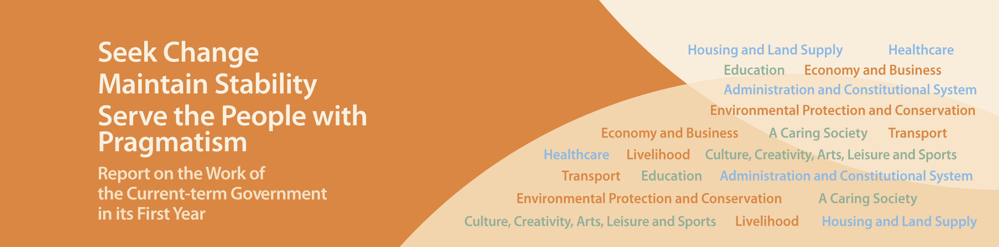 Seek Change
Maintain Stability
Serve the People with
Pragmatism
Report on the Work of
the Current-term Government
in its First Year
Housing and Land Supply Healthcare
Education Economy and Business
Administration and Constitutional System
Environmental Protection and Conservation
Economy and Business A Caring Society Transport
Healthcare Livelihood Culture, Creativity, Arts, Leisure and Sports
Transport Education Administration and Constitutional System
Environmental Protection and Conservation A Caring Society
Culture, Creativity, Arts, Leisure and Sports Livelihood Housing and Land Supply